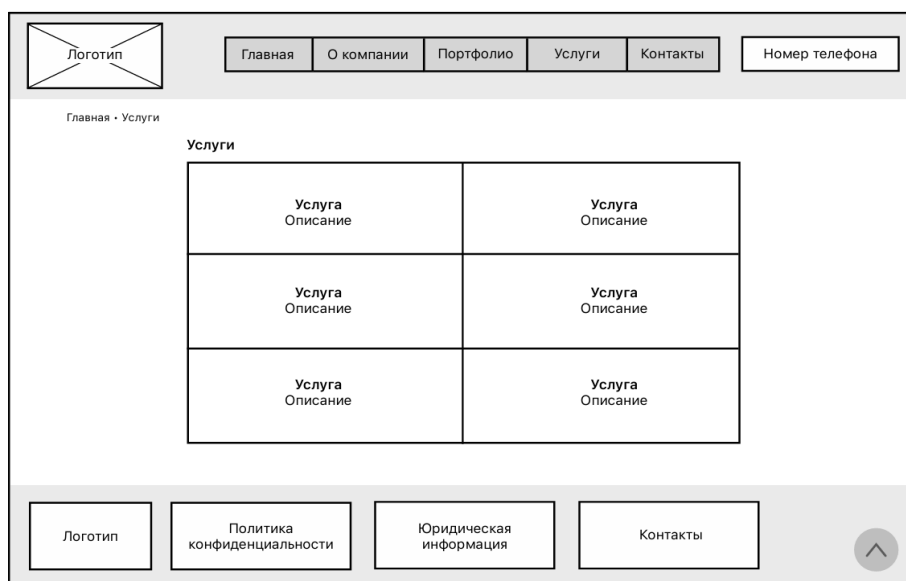 Логотип
Главная
О компании
Портфолио
Услуги
Контакты
Номер телефона
Главная • Услуги
Услуги
Услуга
Описание
Услуга
Описание
Услуга
Описание
Услуга
Описание
Услуга
Описание
Услуга
Описание
Логотип
Политика
конфиденциальности
Юридическая
информация
Контакты